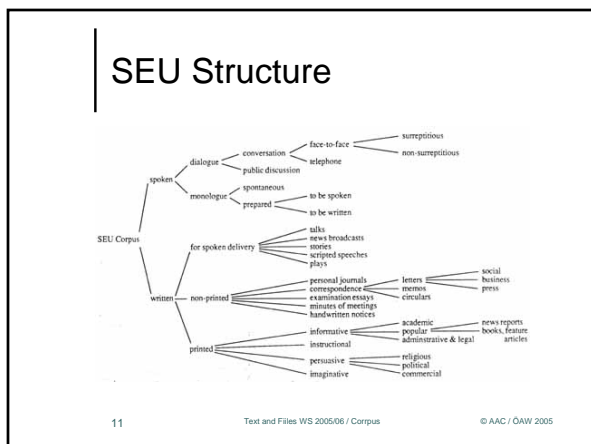 SEU Structure
surreptitious
face-to-face
conversation
non-surreptitious
dialogue
telephone
public discussion
spoken
spontaneous
monologue
to be spoken
prepared
to be written
SEU Corpus
talks
news broadcasts
for spoken delivery
stories
scripted speeches
plays
social
personal journals
letters
business
correspondence
memos
written
non-printed
examination essays
circulars
press
minutes of meetings
handwritten notices
academic
news reports
informative
popular
books, feature
articles
instructional
adminstrative & legal
printed
religious
persuasive
political
imaginative
commercial
11
Text and Fiiles WS 2005/06 / Corrpus
© AAC / ÖAW 2005